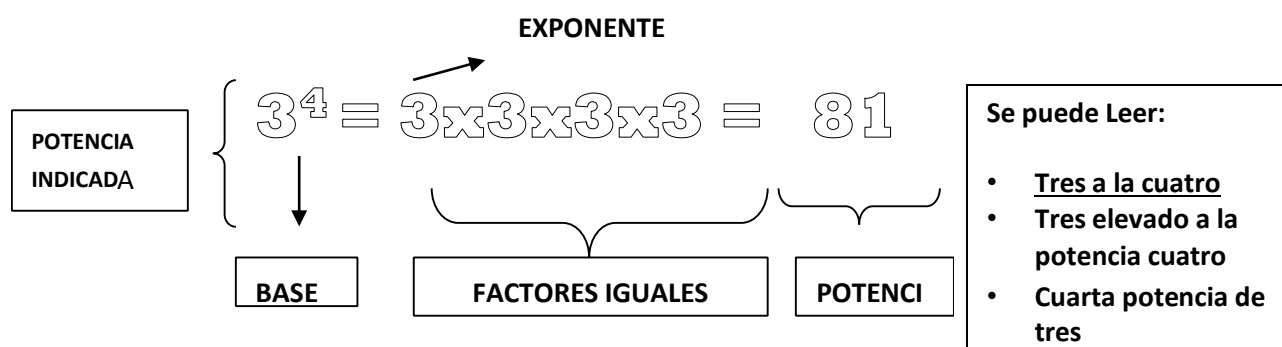 EXPONENTE
3⁴ = 3x3x3x3 = 81
POTENCIA
INDICADA
BASE
FACTORES IGUALES
POTENCI
Se puede Leer:
• Tres a la cuatro
• Tres elevado a la
potencia cuatro
• Cuarta potencia de
tres